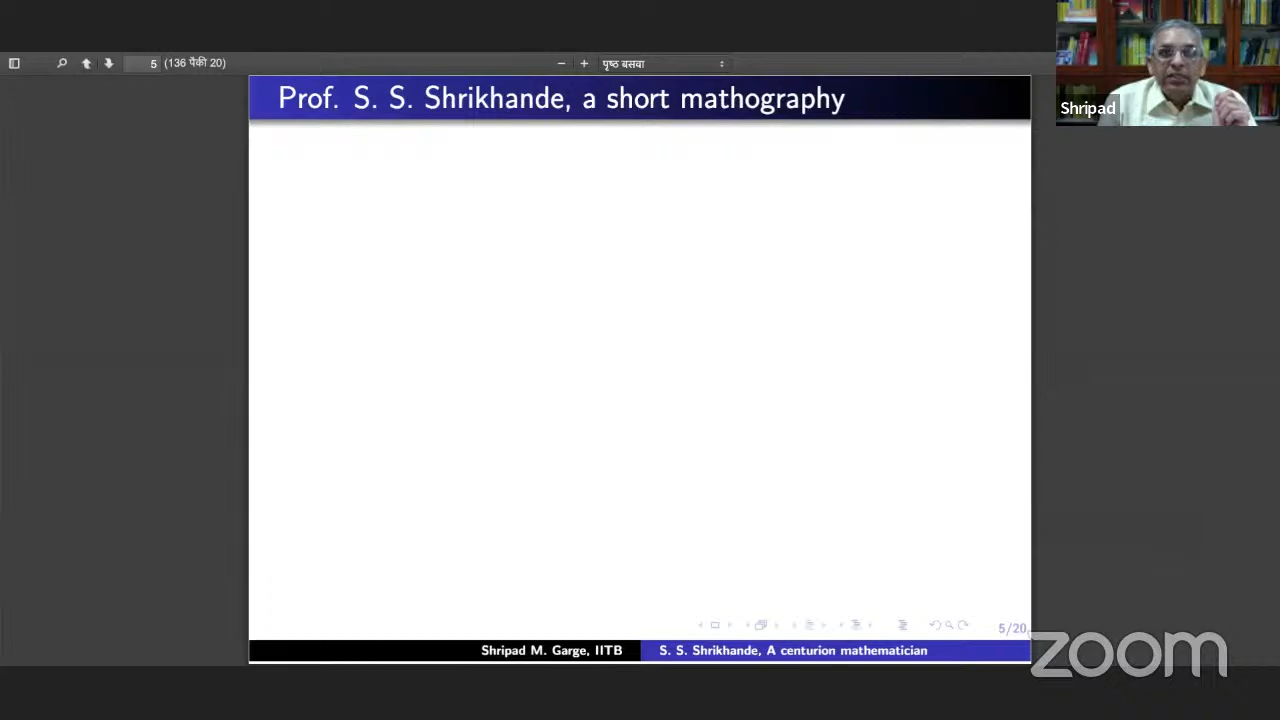 5 (136 पैकी 20)
पृष्ठ बसवा
Prof. S. S. Shrikhande, a short mathography
Shripad
5/20
Shripad M. Garge, IITB
S. S. Shrikhande, A centurion mathematician
zoom